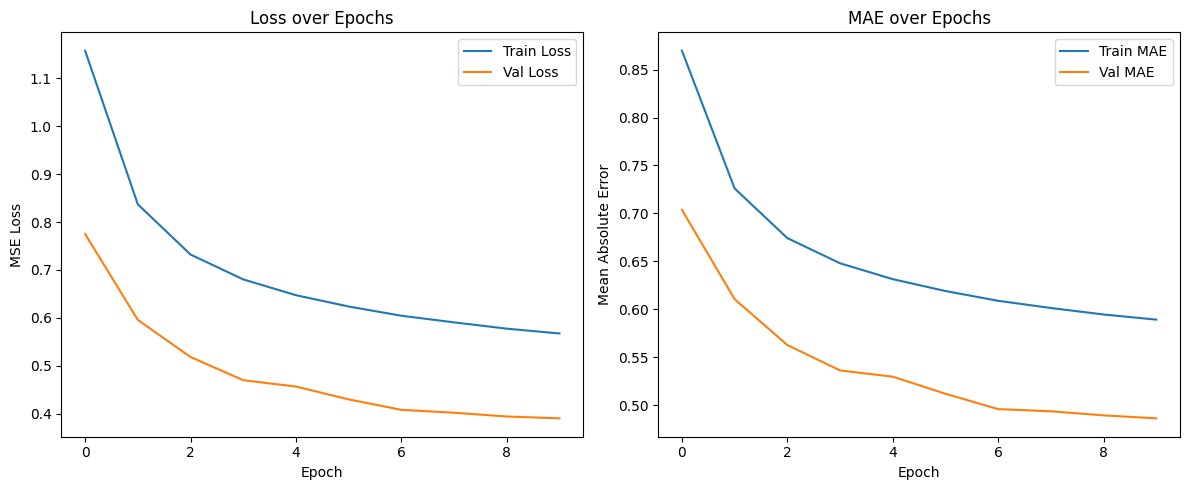 Loss over Epochs
MSE Loss
1.1
1.0
0.9
0.8
0.7
0.6
0.5
0.4
Train Loss
Val Loss
0 2 4 6 8
Epoch
MAE over Epochs
Mean Absolute Error
0.85
0.80
0.75
0.70
0.65
0.60
0.55
0.50
Train MAE
Val MAE
0 2 4 6 8
Epoch